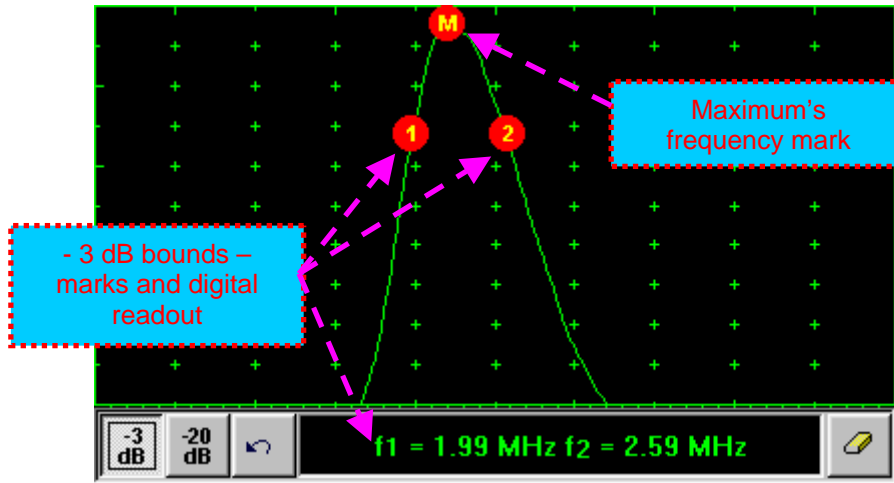 M
Maximum's
frequency mark
1
2
- 3 dB bounds –
marks and digital
readout
-3
dB
-20
dB
f1 = 1.99 MHz f2 = 2.59 MHz